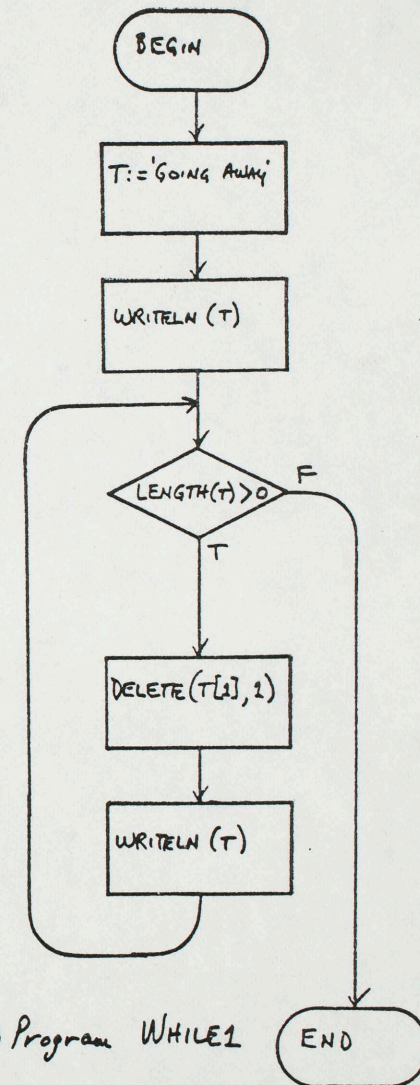 BEGIN
T:='GOING AWAY'
WRITELN (T)
LENGTH(T)>0
F
T
DELETE(T[1],1)
WRITELN (T)
Program WHILE1
END